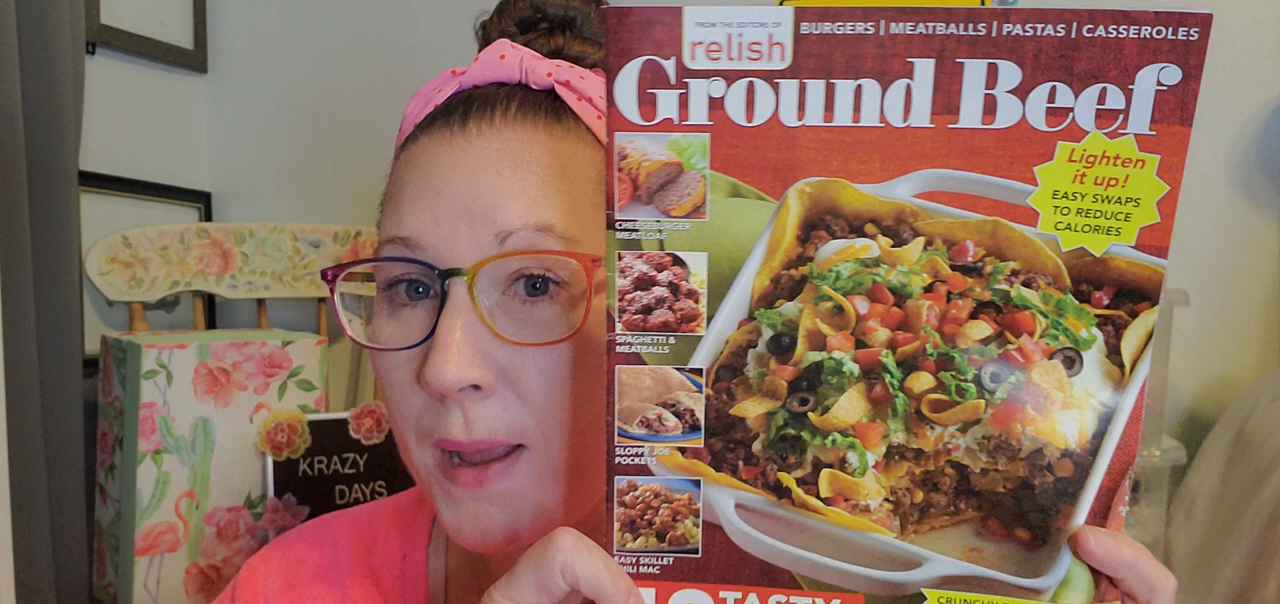 FROM THE EDITORS OF
relish
BURGERS | MEATBALLS | PASTAS | CASSEROLES
Ground Beef
Lighten
it up!
EASY SWAPS
TO REDUCE
CALORIES
CHEESEBURGER
MEATLOAF
SPAGHETTI &
MEATBALLS
SLOPPY JOE
POCKETS
EASY SKILLET
CHILI MAC
TASTY
CRUNCHY
KRAZY
DAYS